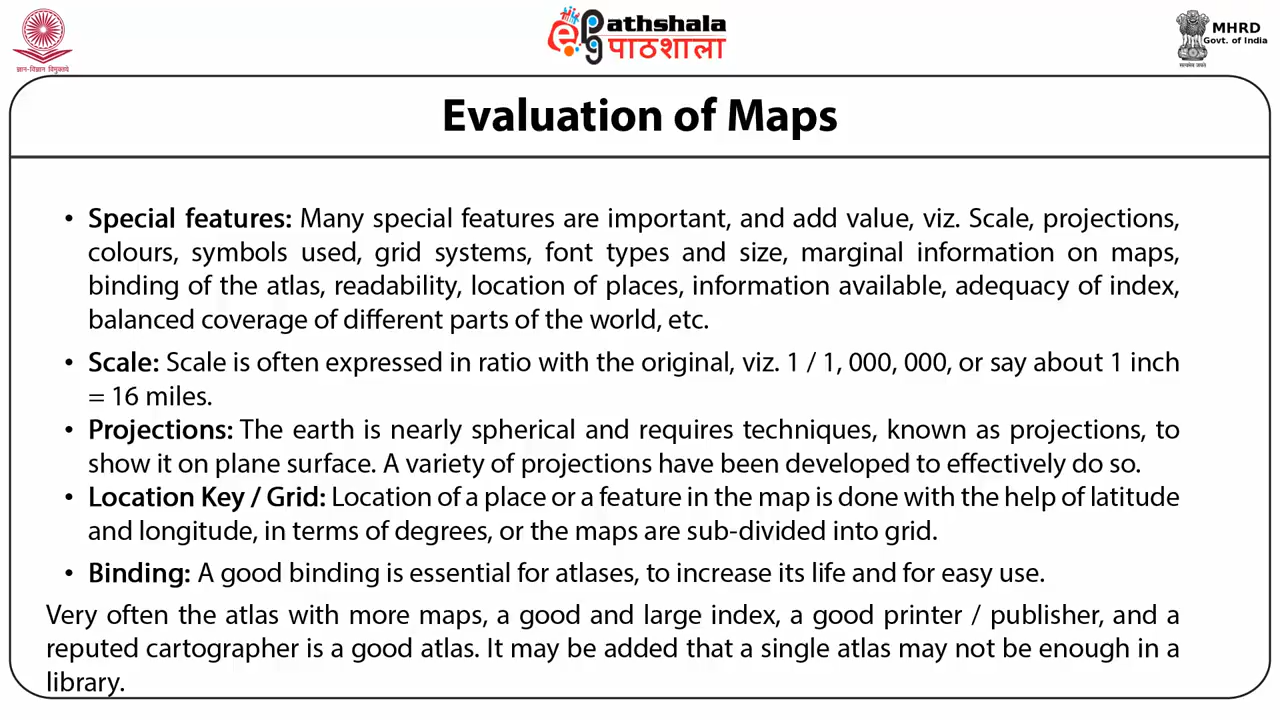 ज्ञान-विज्ञान विमुक्तये
ePG athshala
पाठशाला
MHRD
Govt. of India
सत्यमेव जयते
Evaluation of Maps
• Special features: Many special features are important, and add value, viz. Scale, projections,
colours, symbols used, grid systems, font types and size, marginal information on maps,
binding of the atlas, readability, location of places, information available, adequacy of index,
balanced coverage of different parts of the world, etc.
• Scale: Scale is often expressed in ratio with the original, viz. 1 / 1, 000, 000, or say about 1 inch
= 16 miles.
• Projections: The earth is nearly spherical and requires techniques, known as projections, to
show it on plane surface. A variety of projections have been developed to effectively do so.
• Location Key / Grid: Location of a place or a feature in the map is done with the help of latitude
and longitude, in terms of degrees, or the maps are sub-divided into grid.
• Binding: A good binding is essential for atlases, to increase its life and for easy use.
Very often the atlas with more maps, a good and large index, a good printer / publisher, and a
reputed cartographer is a good atlas. It may be added that a single atlas may not be enough in a
library.